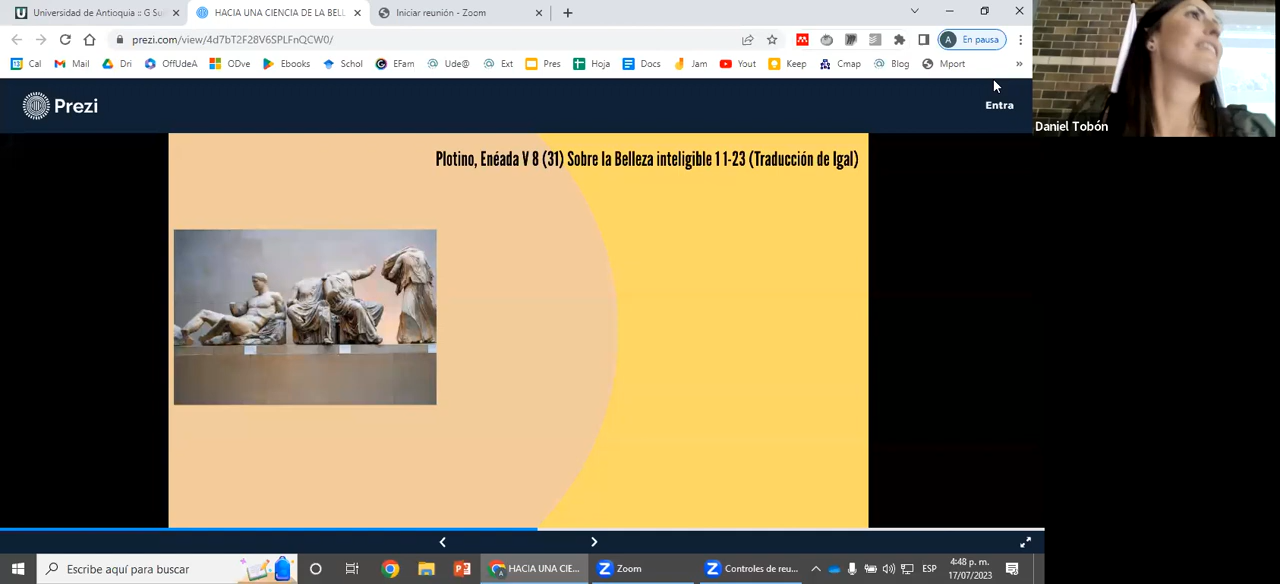 Universidad de Antioquia :: G Su
HACIA UNA CIENCIA DE LA BELL
Iniciar reunión - Zoom
prezi.com/view/4d7bT2F28V6SPLFnQCW0/
A
En pausa
Cal
Mail
Dri
OffUdeA
ODve
Ebooks
Schol
EFam
Ude@
Ext
Pres
Hoja
Docs
Jam
Yout
Keep
Cmap
Blog
Mport
»
Prezi
Entra
Daniel Tobón
Plotino, Enéada V 8 (31) Sobre la Belleza inteligible 1 1-23 (Traducción de Igal)
Escribe aquí para buscar
HACIA UNA CIE...
Zoom
Controles de reu...
ESP
4:48 p. m.
17/07/2023